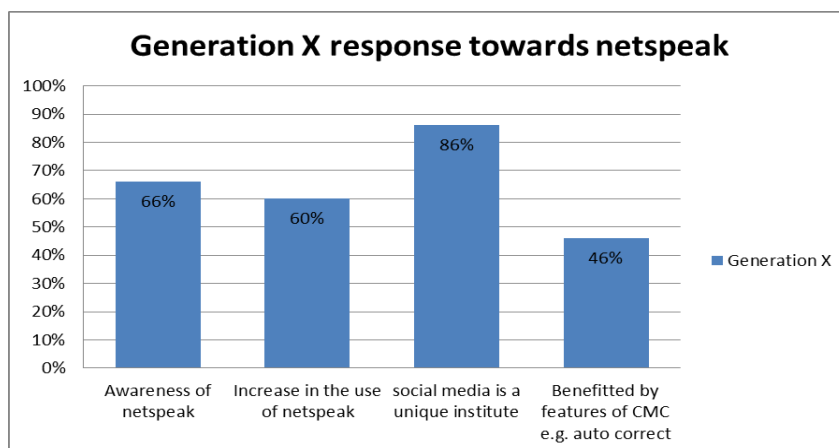 Generation X response towards netspeak
100%
90%
80%
70%
60%
50%
40%
30%
20%
10%
0%
66%
60%
86%
46%
Generation X
Awareness of
netspeak
Increase in the use
of netspeak
social media is a
unique institute
Benefitted by
features of CMC
e.g. auto correct